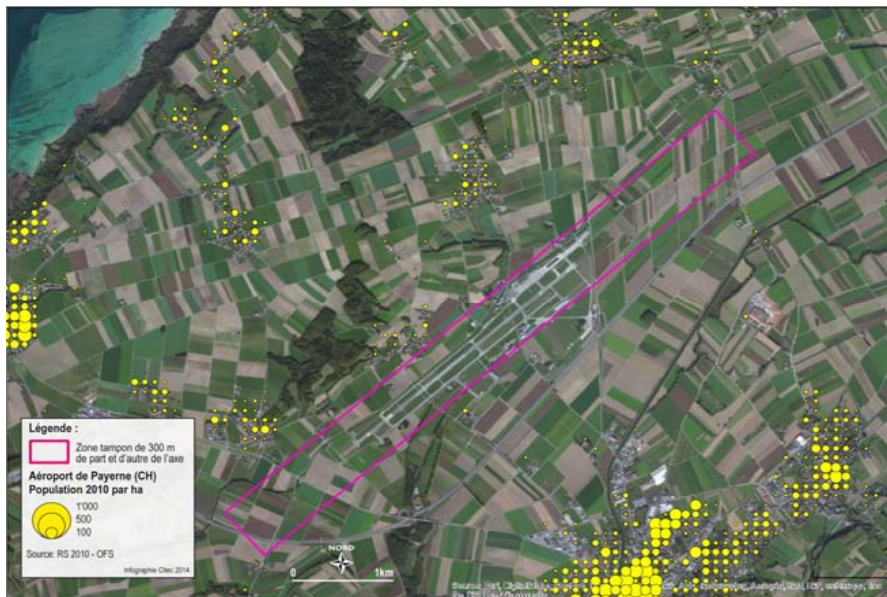 Légende :
Zone tampon de 300 m
de part et d'autre de l'axe
Aéroport de Payerne (CH)
Population 2010 par ha
1'000
500
100
Source: RS 2010 - OFS
Infographie Citec 2014
NORD
0 1km